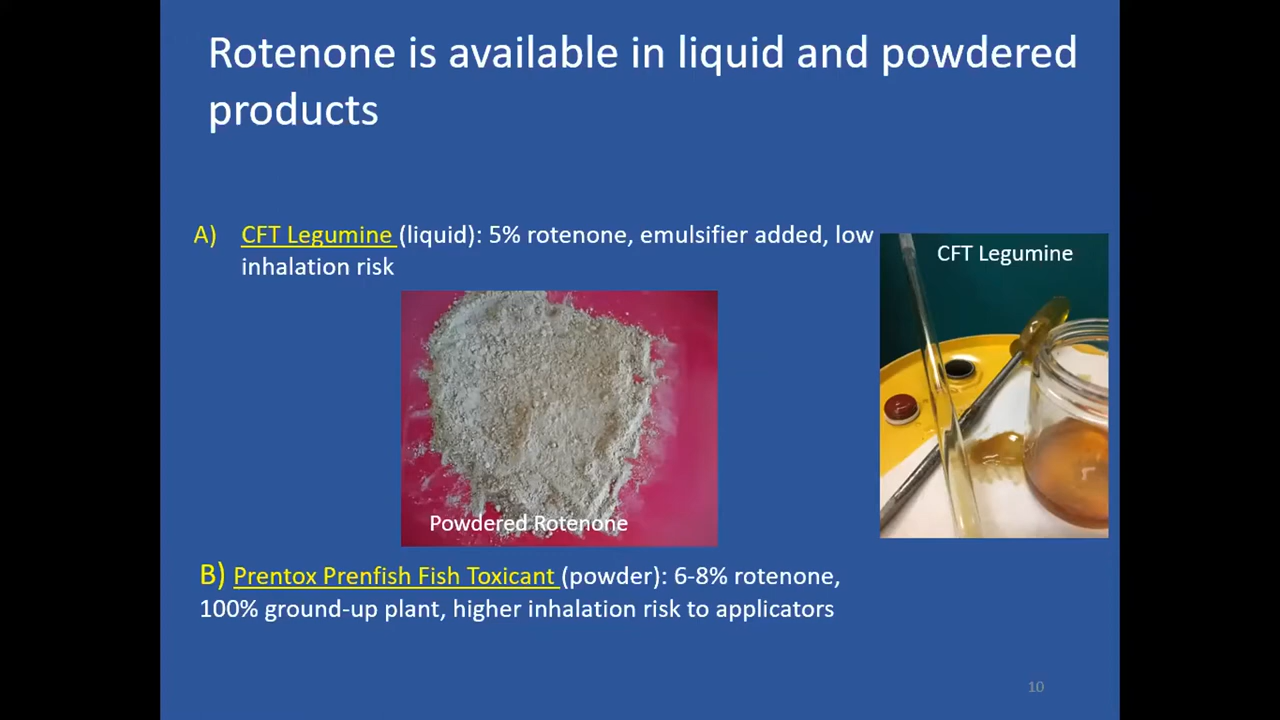 Rotenone is available in liquid and powdered
products
A) CFT Legumine (liquid): 5% rotenone, emulsifier added, low
inhalation risk
CFT Legumine
Powdered Rotenone
B) Prentox Prenfish Fish Toxicant (powder): 6-8% rotenone,
100% ground-up plant, higher inhalation risk to applicators
10